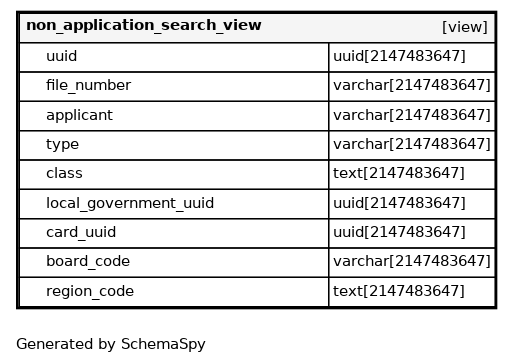 non_application_search_view [view]
uuid uuid[2147483647]
file_number varchar[2147483647]
applicant varchar[2147483647]
type varchar[2147483647]
class text[2147483647]
local_government_uuid uuid[2147483647]
card_uuid uuid[2147483647]
board_code varchar[2147483647]
region_code text[2147483647]
Generated by SchemaSpy